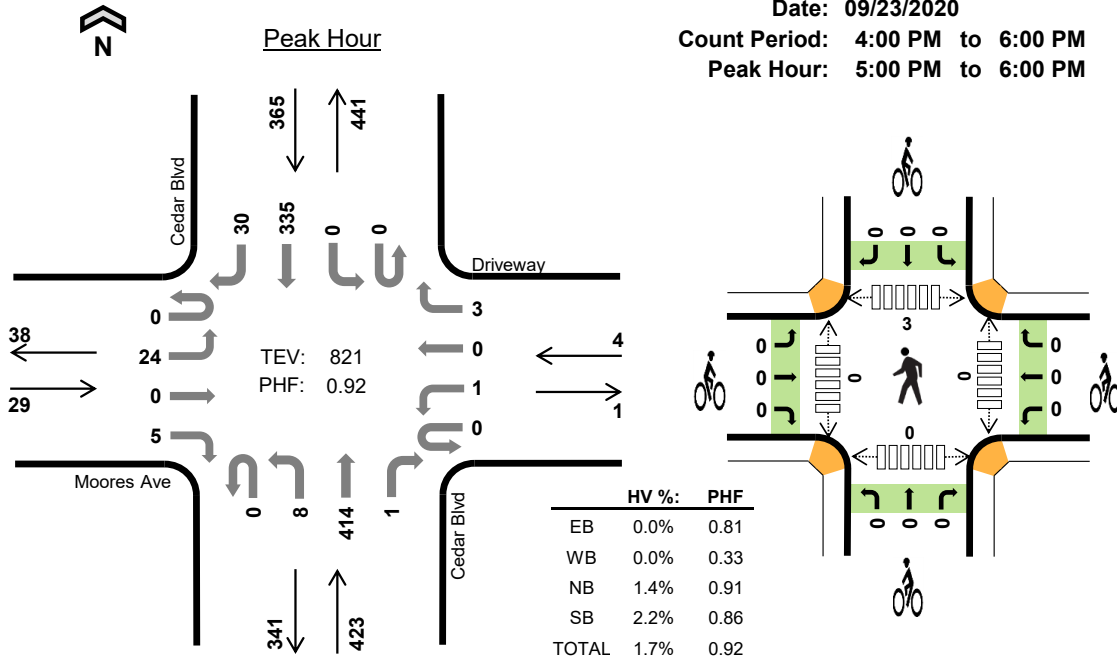 N
Peak Hour
Date: 09/23/2020
Count Period: 4:00 PM to 6:00 PM
Peak Hour: 5:00 PM to 6:00 PM
365
441
Cedar Blvd
30
335
0
0
Driveway
0
24
0
5
38
29
TEV: 821
PHF: 0.92
3
0
1
0
4
1
Moores Ave
0
8
414
1
Cedar Blvd
341
423
HV %: PHF
EB 0.0% 0.81
WB 0.0% 0.33
NB 1.4% 0.91
SB 2.2% 0.86
TOTAL 1.7% 0.92
0
0
0
3
0
0
0
0
0
0
0
0
0
0
0
0